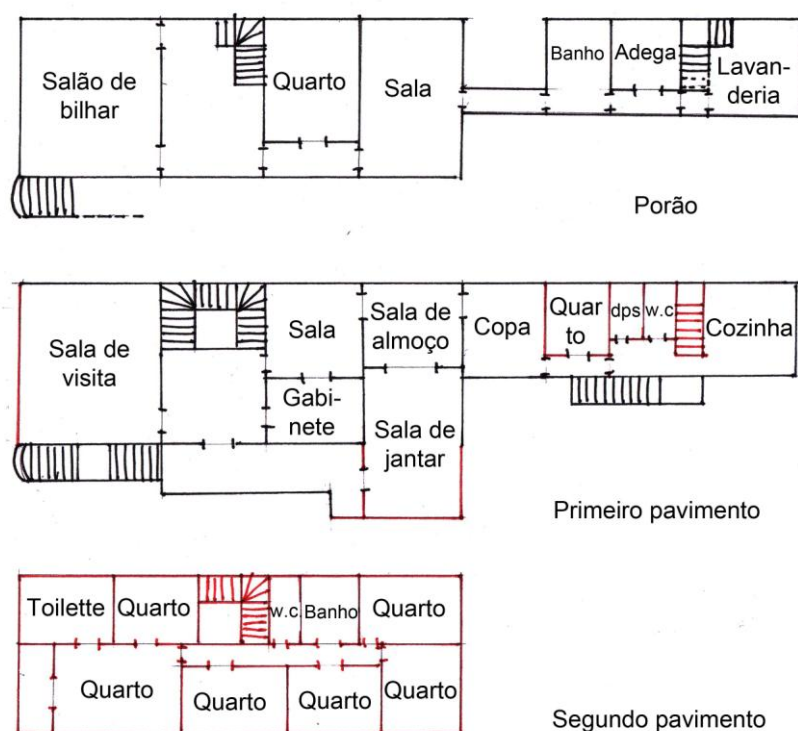 Salão de
bilhar
Quarto
Sala
Banho
Adega
Lavan-
deria
Porão
Sala de
visita
Sala
Gabi-
nete
Sala de
almoço
Sala de
jantar
Copa
Quar
to
dps
w.c
Cozinha
Primeiro pavimento
Toilette
Quarto
w.c.
Banho
Quarto
Quarto
Quarto
Quarto
Quarto
Segundo pavimento